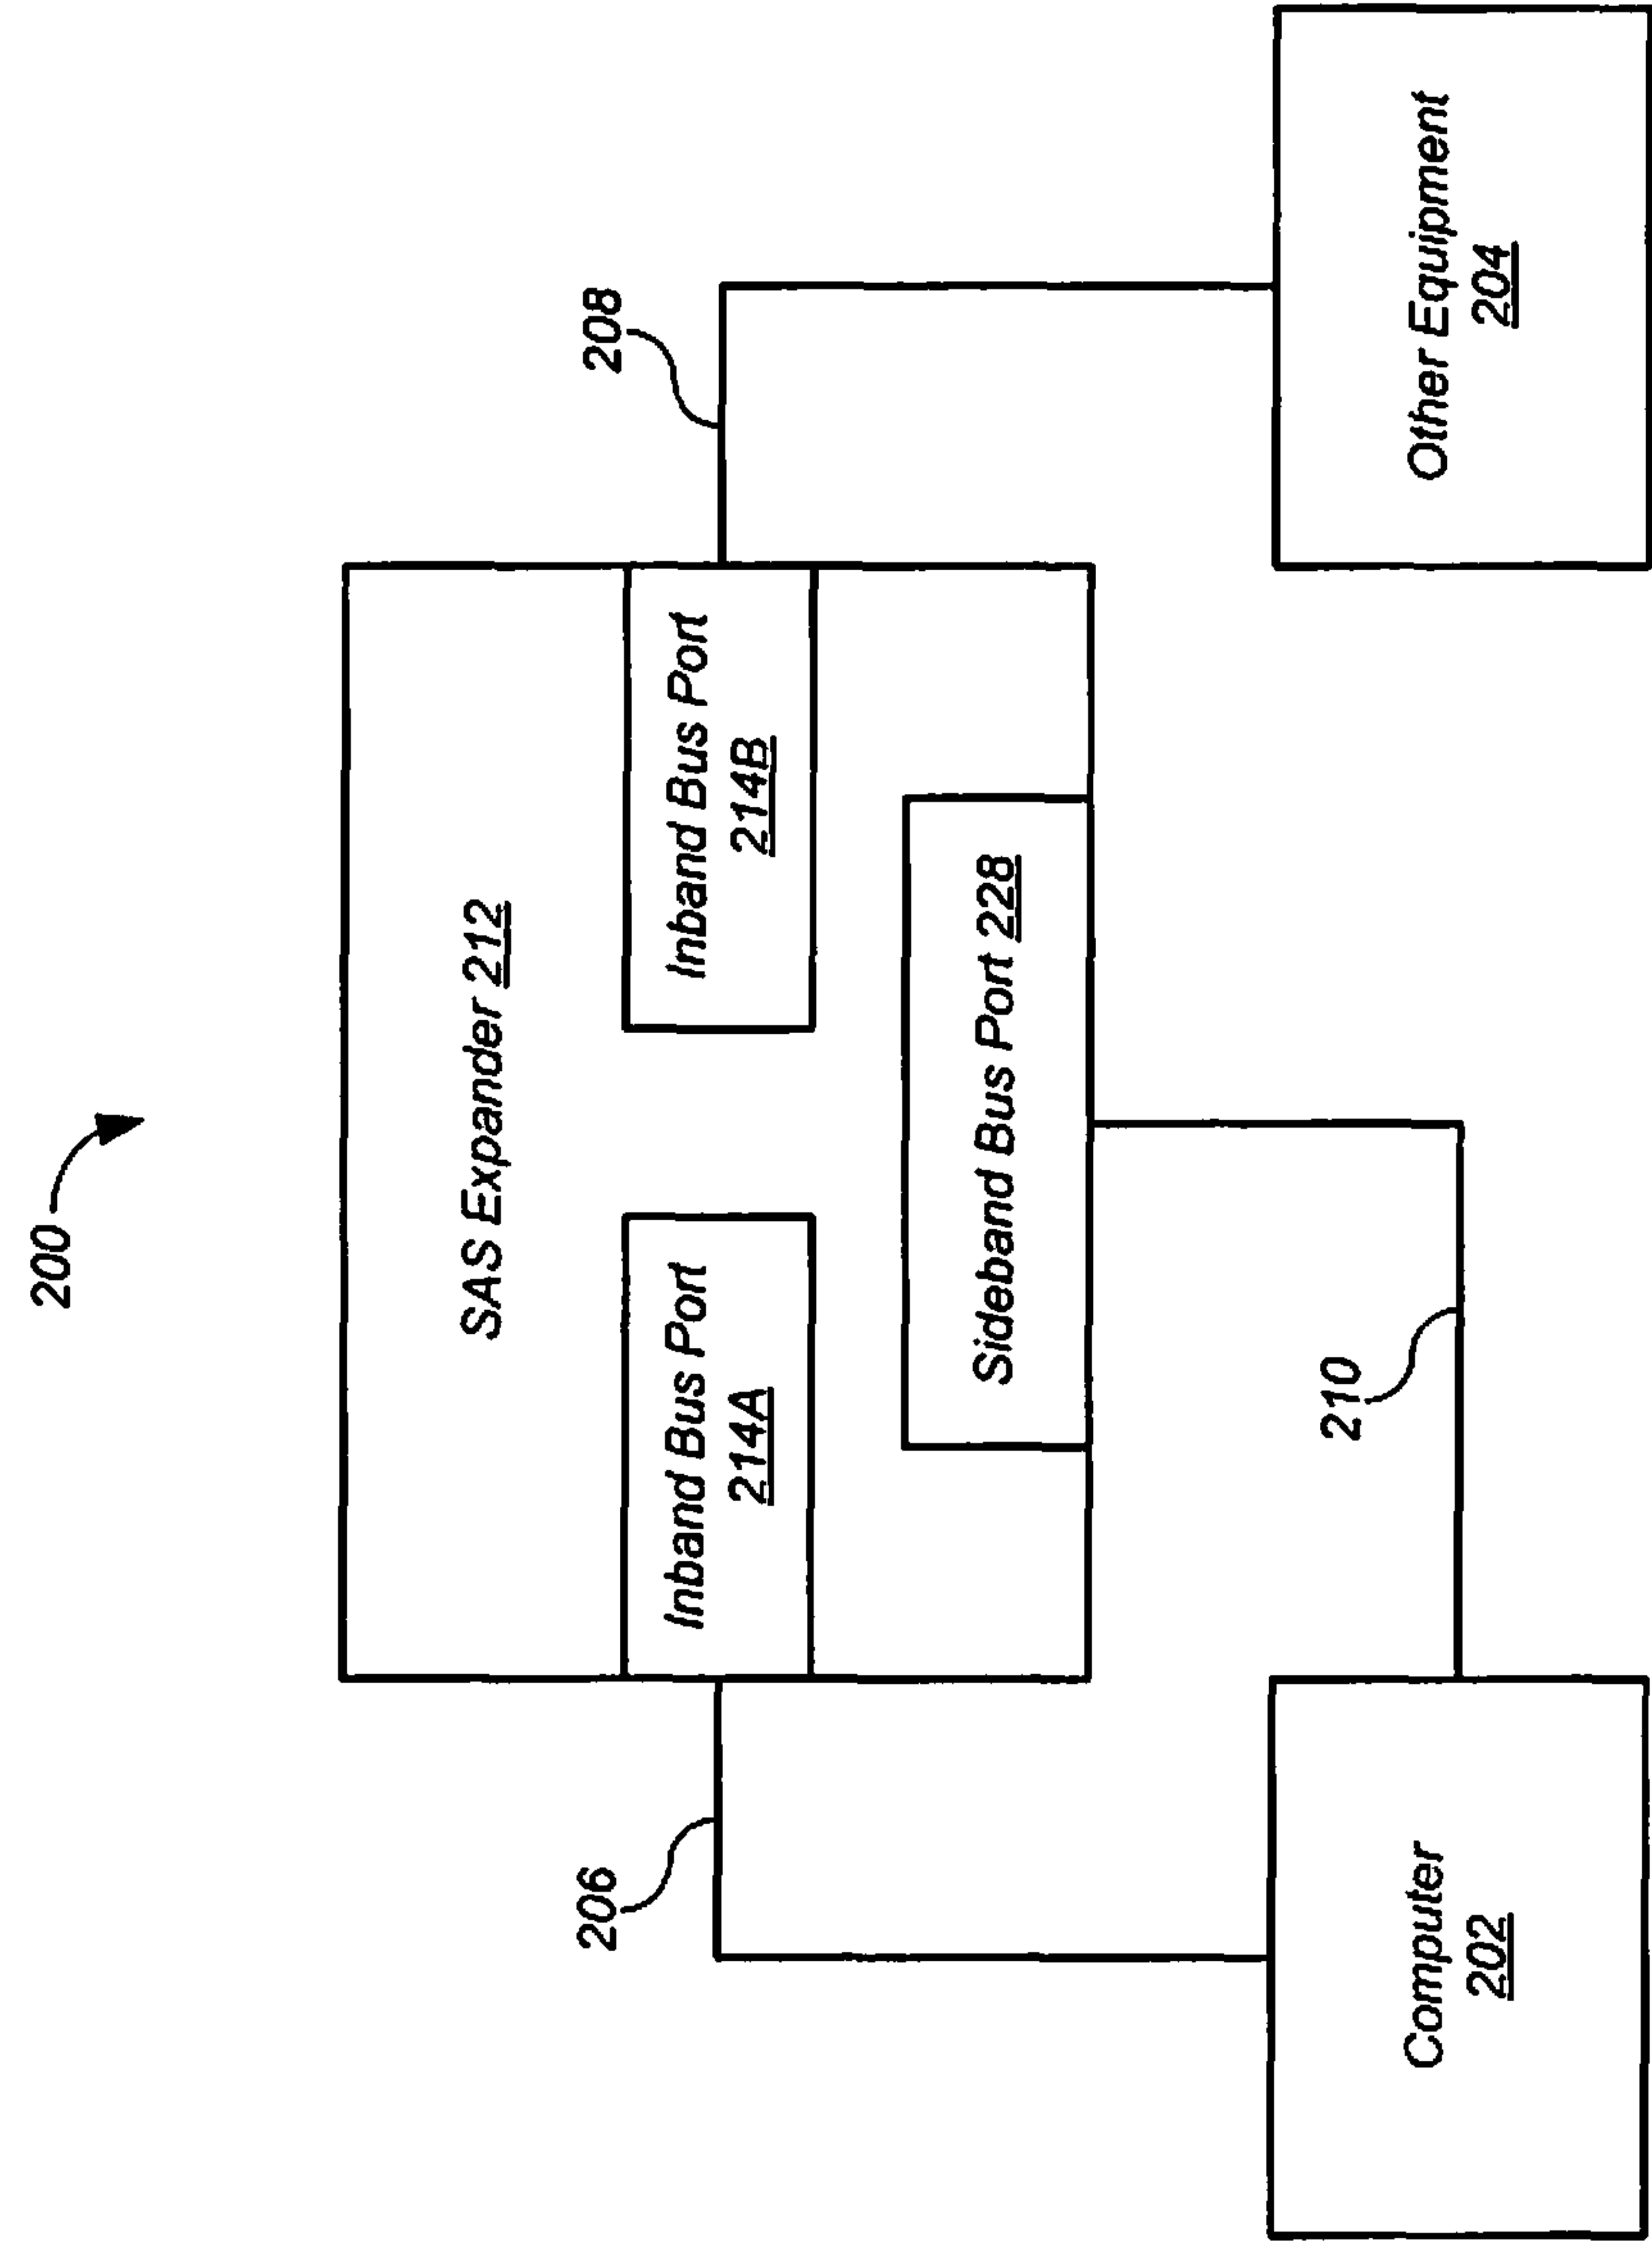 200
SAS Expander 212
206
Inband Bus Port
214A
Inband Bus Port
214B
208
Sideband Bus Port 228
210
Computer
202
Other Equipment
204